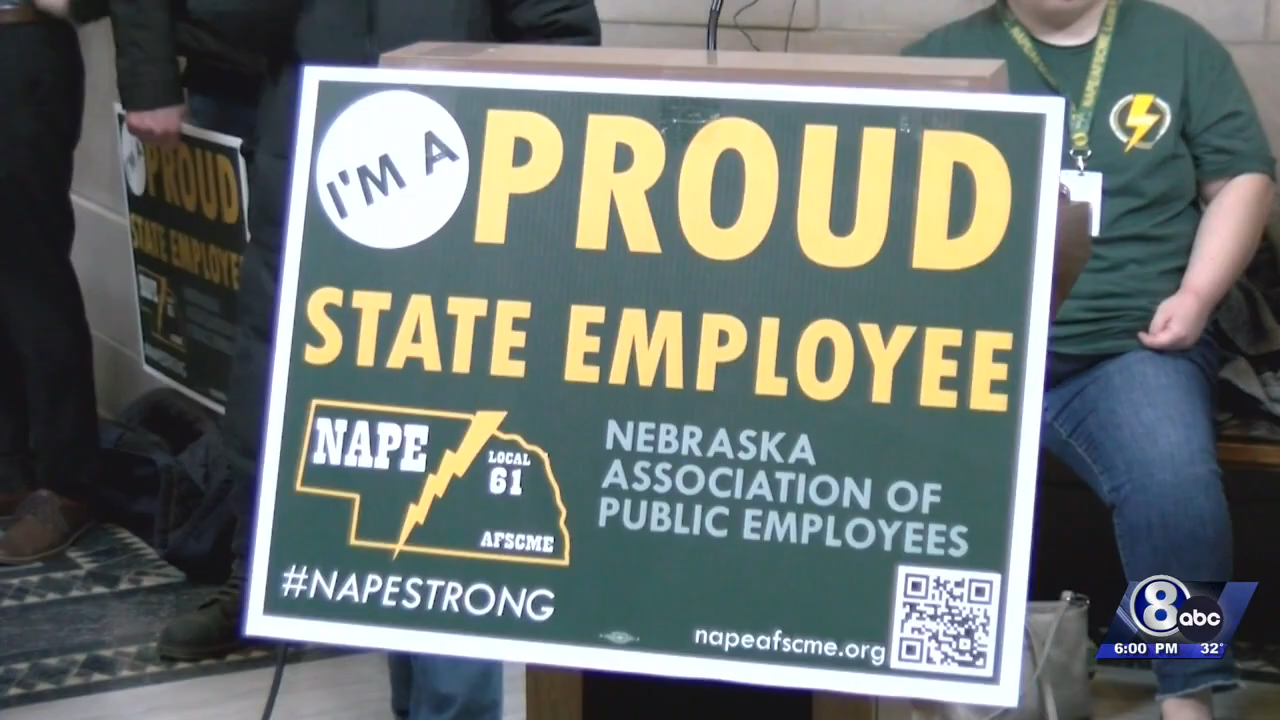 I'M A
PROUD
STATE EMPLOYEE
NAPE
LOCAL
61
AFSCME
NEBRASKA
ASSOCIATION OF
PUBLIC EMPLOYEES
#NAPESTRONG
napeafscme.org
PROUD
STATE EMPLOYE
8 abc
6:00 PM 32°